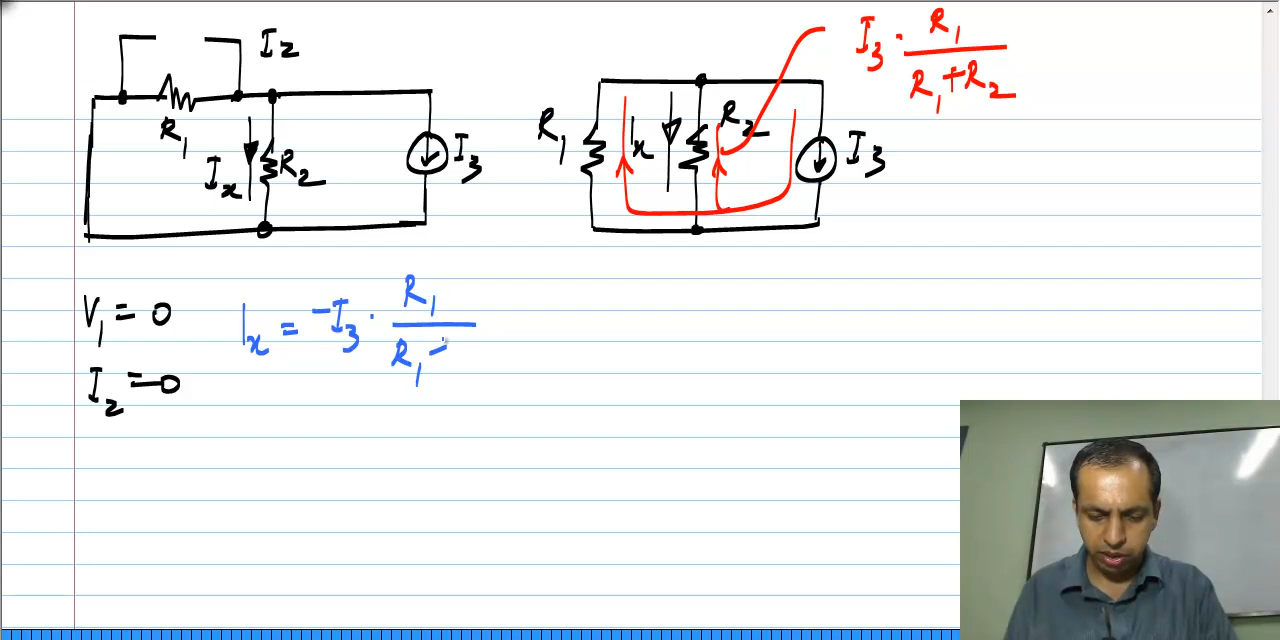 I2
R1
Ix
R2
I3
R1
Ix
R2
I3
I3 · R1 / (R1 + R2)
V1 = 0
I2 = 0
Ix = -I3 · R1 / (R1 -